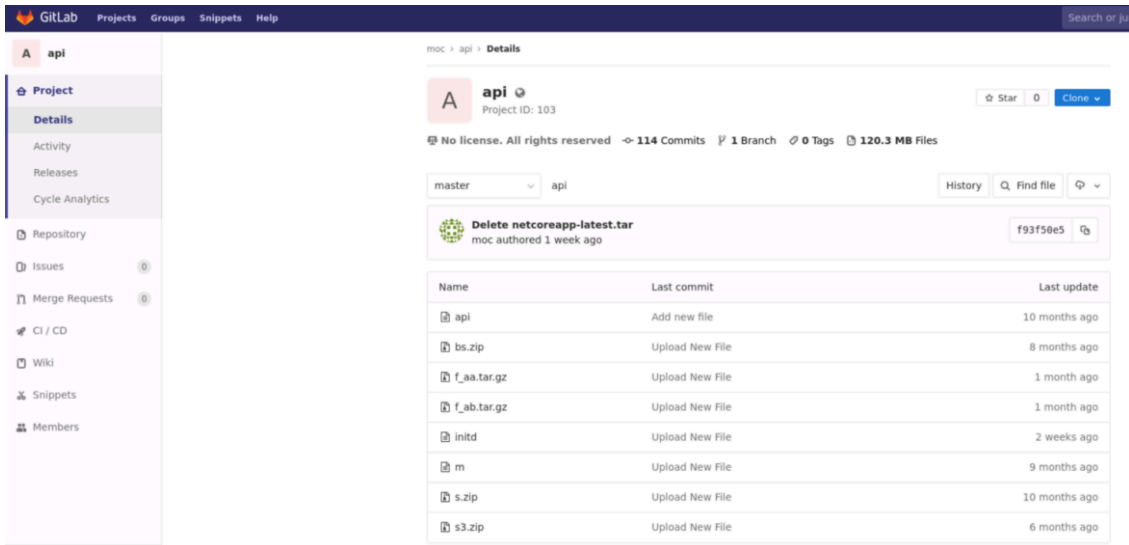 GitLab Projects Groups Snippets Help Search or ju
A api
Project
Details
Activity
Releases
Cycle Analytics
Repository
Issues 0
Merge Requests 0
CI / CD
Wiki
Snippets
Members
moc > api > Details
A
api
Project ID: 103
Star 0 Clone
No license. All rights reserved 114 Commits 1 Branch 0 Tags 120.3 MB Files
master api History Find file
Delete netcoreapp-latest.tar
moc authored 1 week ago
f93f50e5
Name Last commit Last update
api Add new file 10 months ago
bs.zip Upload New File 8 months ago
f_aa.tar.gz Upload New File 1 month ago
f_ab.tar.gz Upload New File 1 month ago
initd Upload New File 2 weeks ago
m Upload New File 9 months ago
s.zip Upload New File 10 months ago
s3.zip Upload New File 6 months ago